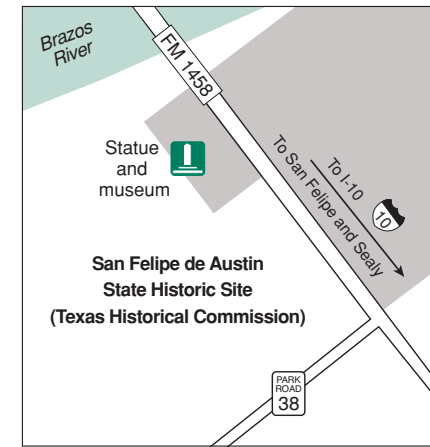 Brazos
River
FM 1458
Statue
and
museum
To I-10
10
To San Felipe and Sealy
San Felipe de Austin
State Historic Site
(Texas Historical Commission)
PARK
ROAD
38